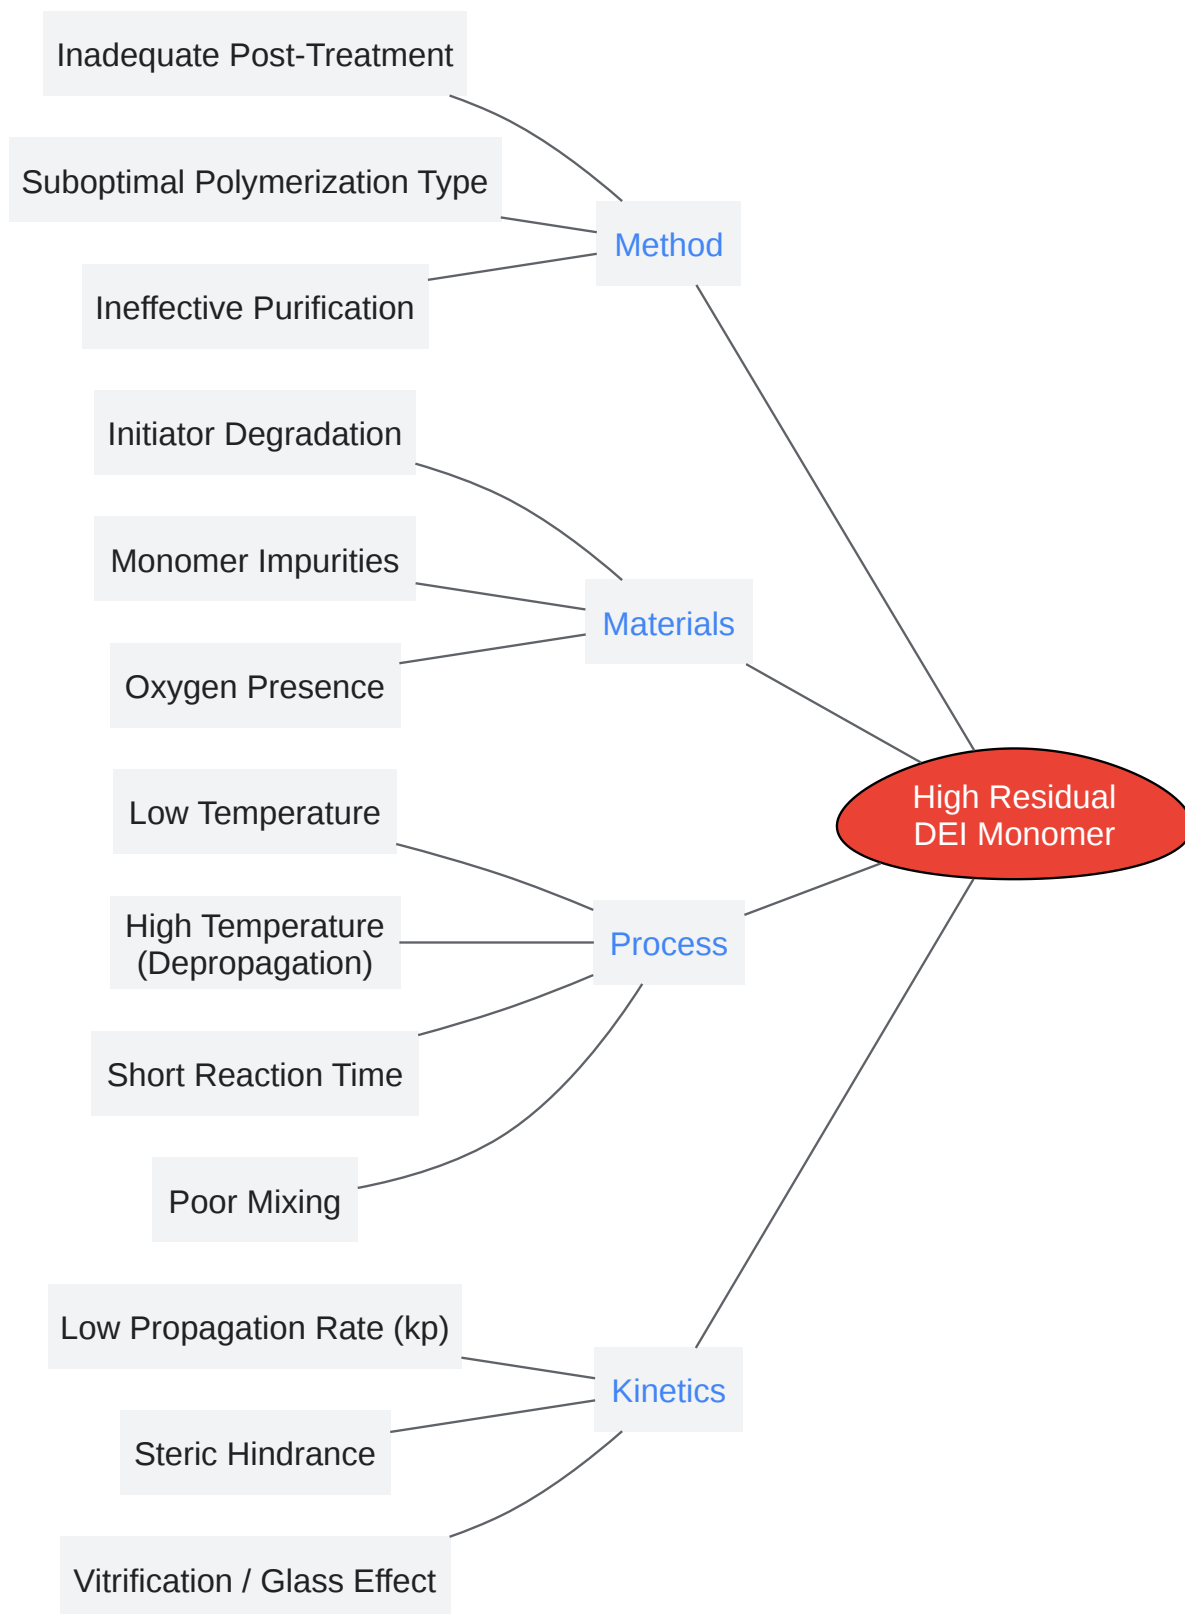 Inadequate Post-Treatment
Suboptimal Polymerization Type
Method
Ineffective Purification
Initiator Degradation
Monomer Impurities
Materials
Oxygen Presence
High Residual
DEI Monomer
Low Temperature
High Temperature
(Depropagation)
Process
Short Reaction Time
Poor Mixing
Low Propagation Rate (kp)
Kinetics
Steric Hindrance
Vitrification / Glass Effect